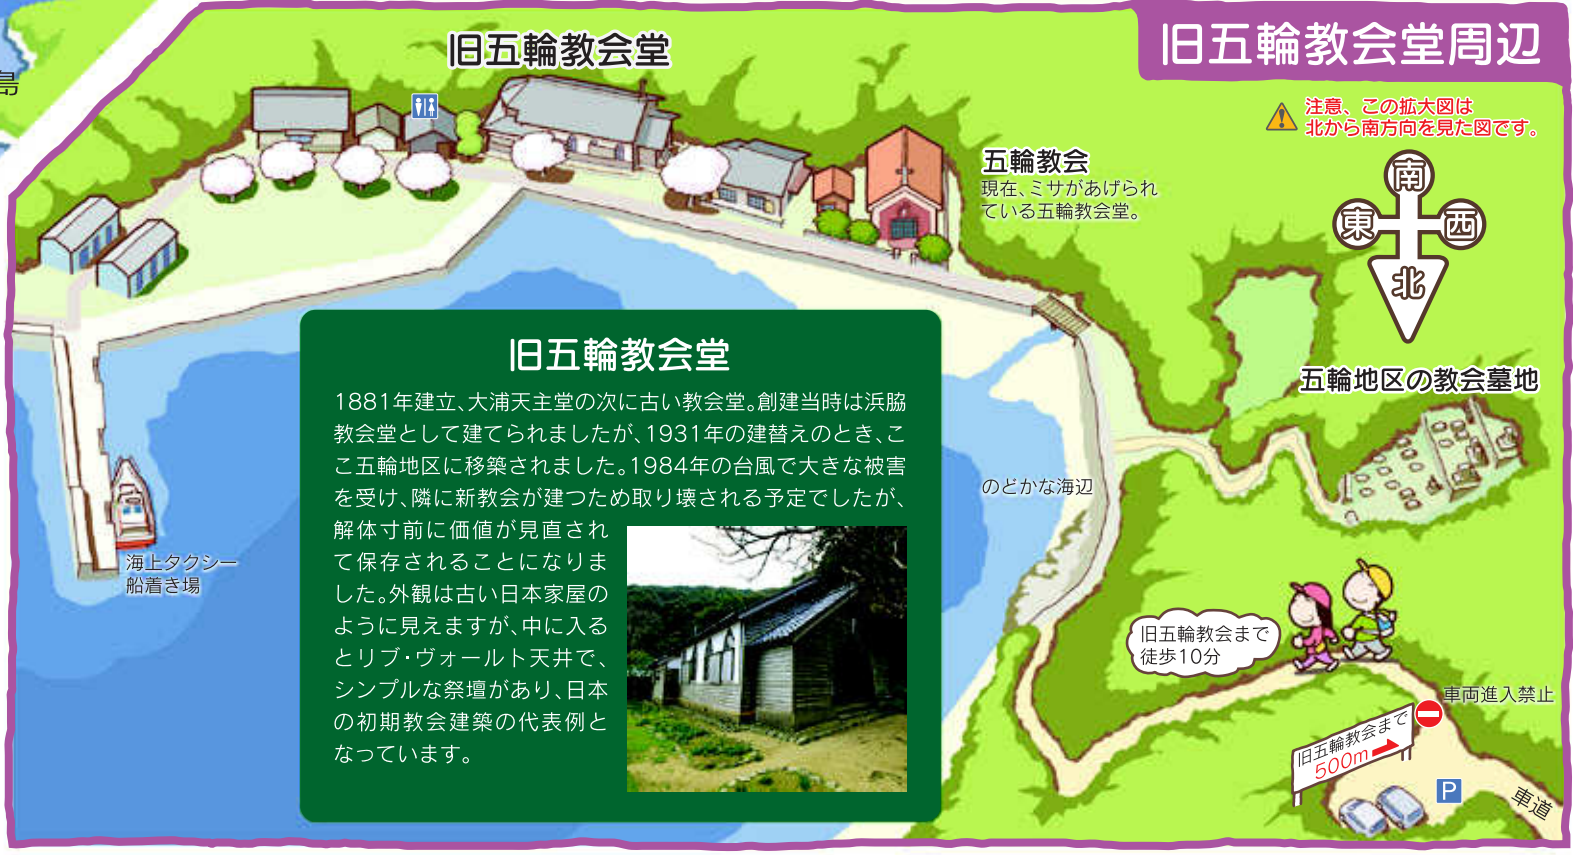 旧五輪教会堂周辺
島
旧五輪教会堂
注意、この拡大図は
北から南方向を見た図です。
五輪教会
現在、ミサがあげられ
ている五輪教会堂。
南
東
西
北
旧五輪教会堂
1881年建立、大浦天主堂の次に古い教会堂。創建当時は浜脇
教会堂として建てられましたが、1931年の建替えのとき、こ
こ五輪地区に移築されました。1984年の台風で大きな被害
を受け、隣に新教会が建つため取り壊される予定でしたが、
解体寸前に価値が見直され
て保存されることになりま
した。外観は古い日本家屋の
ように見えますが、中に入る
とリブ・ヴォールト天井で、
シンプルな祭壇があり、日本
の初期教会建築の代表例と
なっています。
五輪地区の教会墓地
のどかな海辺
海上タクシー
船着き場
旧五輪教会まで
徒歩10分
車両進入禁止
旧五輪教会まで
500m
P
車道